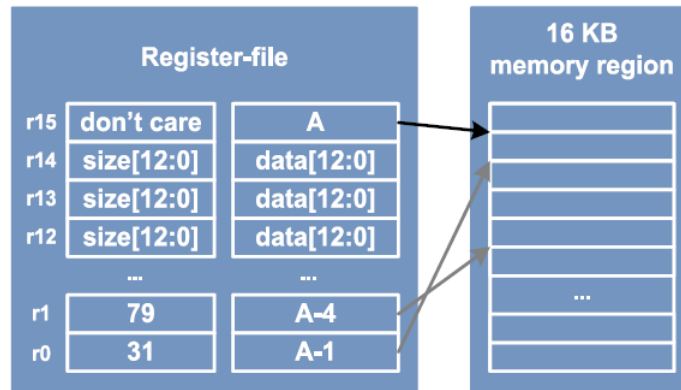 Register-file
16 KB
memory region
r15 don't care A
r14 size[12:0] data[12:0]
r13 size[12:0] data[12:0]
r12 size[12:0] data[12:0]
... ...
...
r1 79 A-4
r0 31 A-1